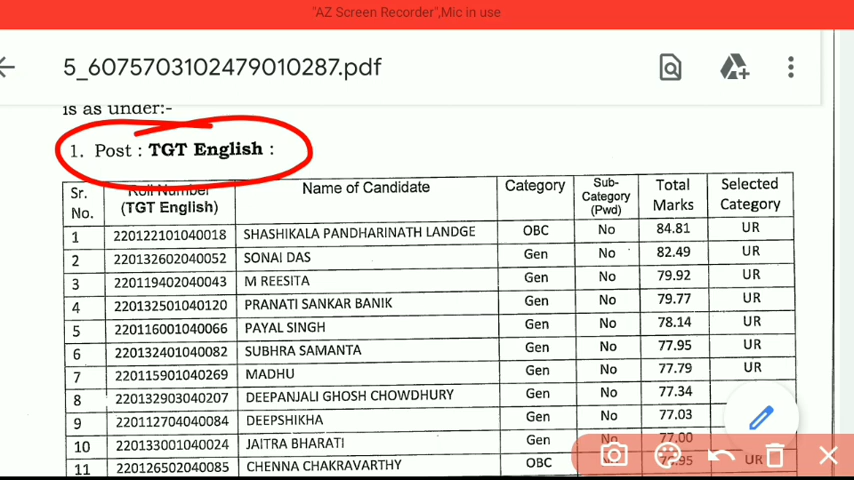 "AZ Screen Recorder",Mic in use
5_6075703102479010287.pdf
is as under:-
1. Post : TGT English :
Sr. No. Roll Number (TGT English) Name of Candidate Category Sub-Category (Pwd) Total Marks Selected Category
1 220122101040018 SHASHIKALA PANDHARINATH LANDGE OBC No 84.81 UR
2 220132602040052 SONAI DAS Gen No 82.49 UR
3 220119402040043 M REESITA Gen No 79.92 UR
4 220132501040120 PRANATI SANKAR BANIK Gen No 79.77 UR
5 220116001040066 PAYAL SINGH Gen No 78.14 UR
6 220132401040082 SUBHRA SAMANTA Gen No 77.95 UR
7 220115901040269 MADHU Gen No 77.79 UR
8 220132903040207 DEEPANJALI GHOSH CHOWDHURY Gen No 77.34
9 220112704040084 DEEPSHIKHA Gen No 77.03
10 220133001040024 JAITRA BHARATI Gen No 77.00
11 220126502040085 CHENNA CHAKRAVARTHY OBC UR